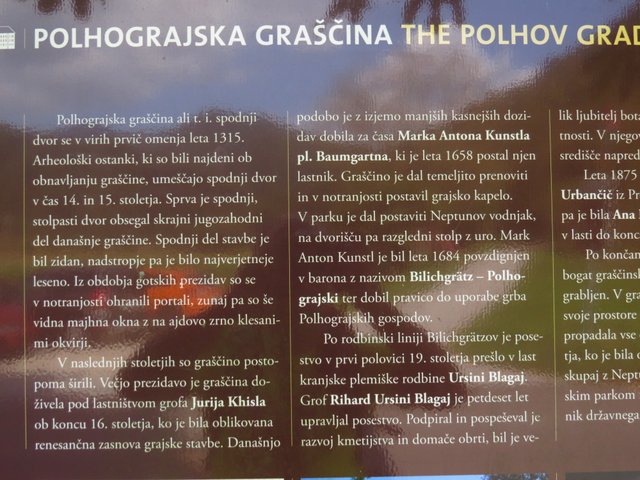 POLHOGRAJSKA GRAŠČINA THE POLHOV GRAD
Polhograjska graščina ali t. i. spodnji
dvor se v virih prvič omenja leta 1315.
Arheološki ostanki, ki so bili najdeni ob
obnavljanju graščine, umeščajo spodnji dvor
v čas 14. in 15. stoletja. Sprva je spodnji,
stolpasti dvor obsegal skrajni jugozahodni
del današnje graščine. Spodnji del stavbe je
bil zidan, nadstropje pa je bilo najverjetneje
leseno. Iz obdobja gotskih prezidav so se
v notranjosti ohranili portali, zunaj pa so še
vidna majhna okna z na ajdovo zrno klesani-
mi okvirji.
V naslednjih stoletjih so graščino posto-
poma širili. Večjo prezidavo je graščina do-
živela pod lastništvom grofa Jurija Khisla
ob koncu 16. stoletja, ko je bila oblikovana
renesančna zasnova grajske stavbe. Današnjo
podobo je z izjemo manjših kasnejših dozi-
dav dobila za časa Marka Antona Kunstla
pl. Baumgartna, ki je leta 1658 postal njen
lastnik. Graščino je dal temeljito prenoviti
in v notranjosti postavil grajsko kapelo.
V parku je dal postaviti Neptunov vodnjak,
na dvorišču pa razgledni stolp z uro. Mark
Anton Kunstl je bil leta 1684 povzdignjen
v barona z nazivom Bilichgrätz – Polho-
grajski ter dobil pravico do uporabe grba
Polhograjskih gospodov.
Po rodbinski liniji Bilichgrätzov je pose-
stvo v prvi polovici 19. stoletja prešlo v last
kranjske plemiške rodbine Ursini Blagaj.
Grof Rihard Ursini Blagaj je petdeset let
upravljal posestvo. Podpiral in pospeševal je
razvoj kmetijstva in domače obrti, bil je ve-
lik ljubitelj bota
tnosti. V njegov
središče napred
Leta 1875
Urbančič iz Pr
pa je bila Ana
v lasti do konc
Po končan
bogat graščinsk
grabljen. V gra
svoje prostore
propadala vse
tja, ko je bila o
skupaj z Neptu
skim parkom
nik državnega